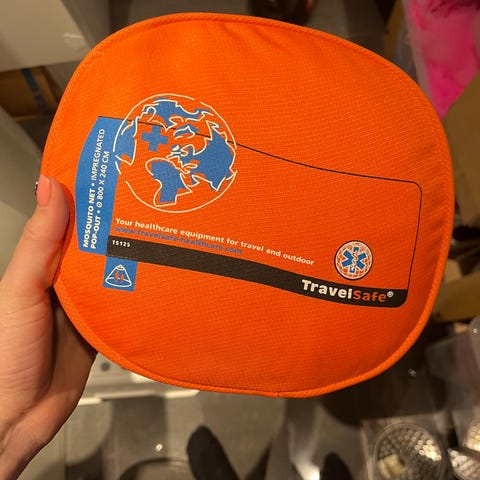 MOSQUITO NET • IMPREGNATED
POP-OUT • Ø 800 X 240 CM
Your healthcare equipment for travel and outdoor
www.travelsafe-healthcare.com
TS125
TravelSafe®